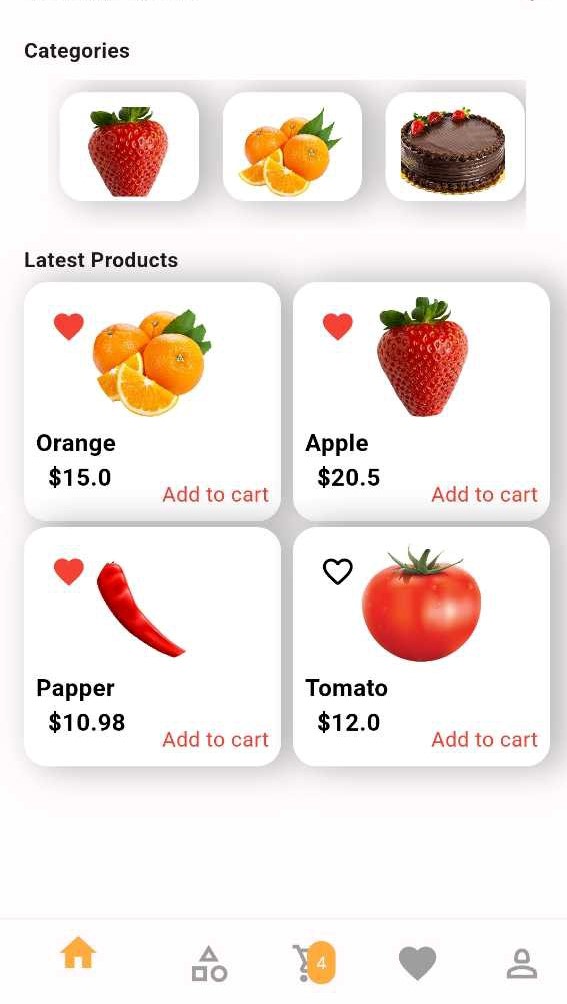 Categories
Latest Products
Orange
$15.0
Add to cart
Apple
$20.5
Add to cart
Papper
$10.98
Add to cart
Tomato
$12.0
Add to cart
4